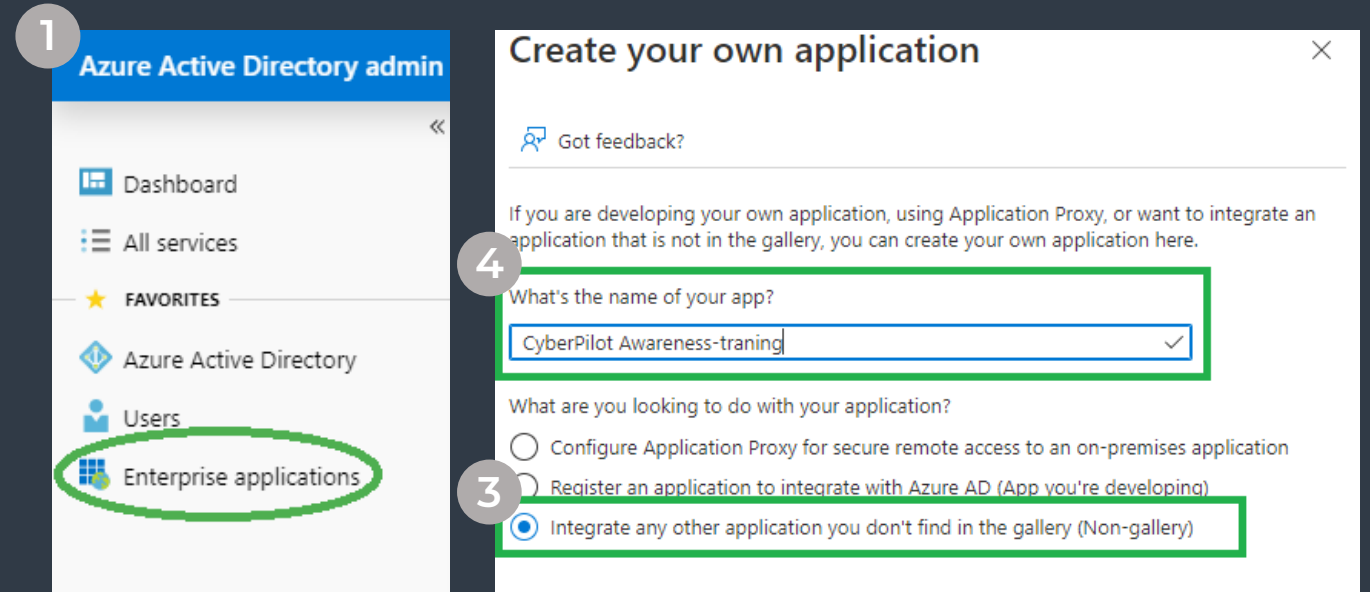 1
Azure Active Directory admin
«
Dashboard
All services
FAVORITES
Azure Active Directory
Users
Enterprise applications
Create your own application
Got feedback?
If you are developing your own application, using Application Proxy, or want to integrate an
application that is not in the gallery, you can create your own application here.
4
What's the name of your app?
CyberPilot Awareness-traning
What are you looking to do with your application?
Configure Application Proxy for secure remote access to an on-premises application
Register an application to integrate with Azure AD (App you're developing)
3
Integrate any other application you don't find in the gallery (Non-gallery)